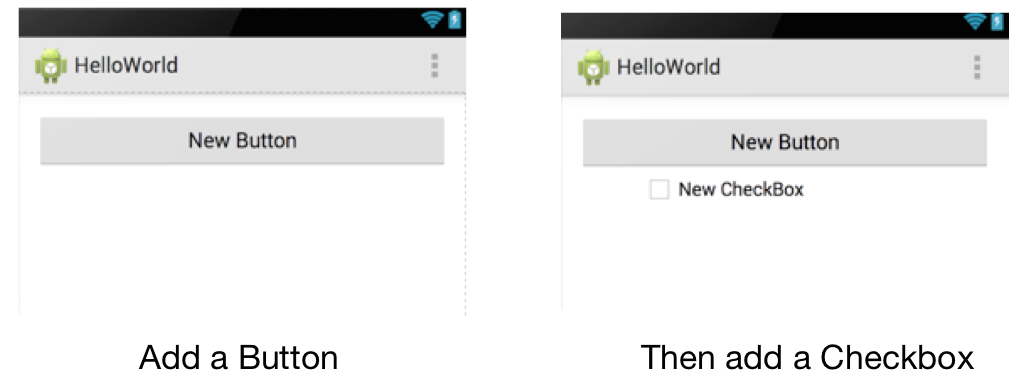 HelloWorld
New Button
Add a Button
HelloWorld
New Button
New CheckBox
Then add a Checkbox